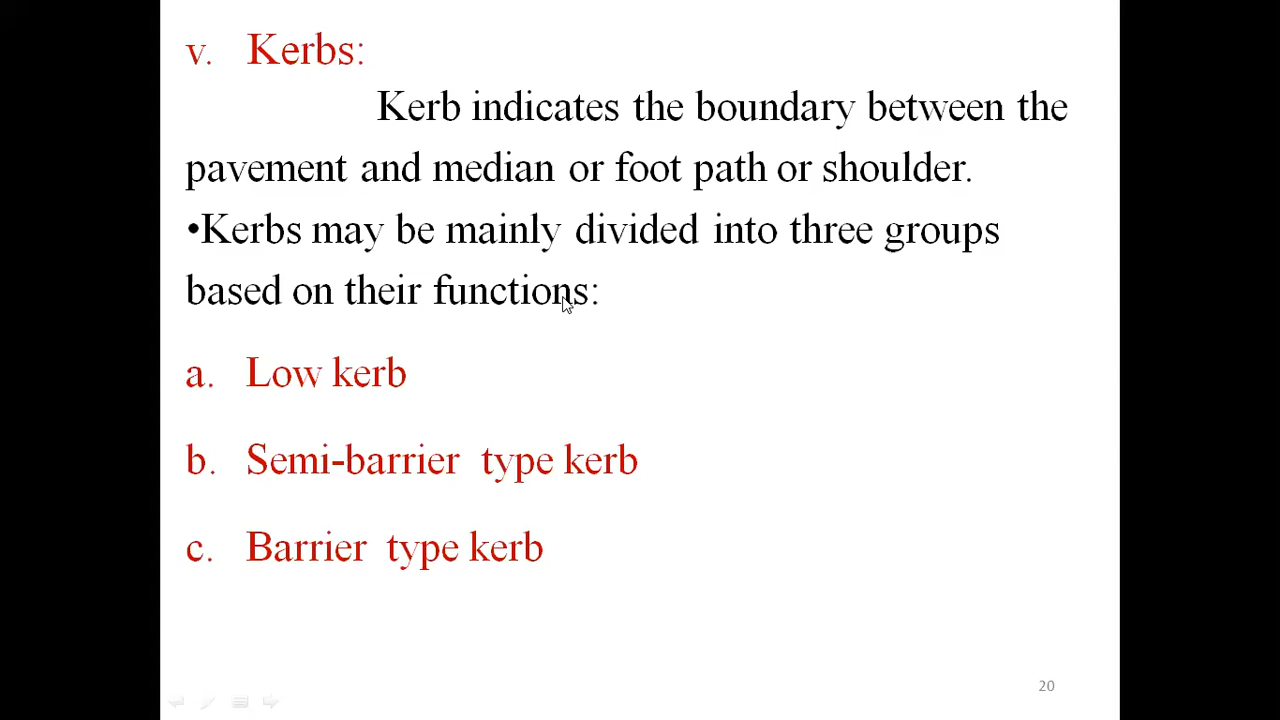 v. Kerbs:
Kerb indicates the boundary between the
pavement and median or foot path or shoulder.
•Kerbs may be mainly divided into three groups
based on their functions:
a. Low kerb
b. Semi-barrier type kerb
c. Barrier type kerb
20